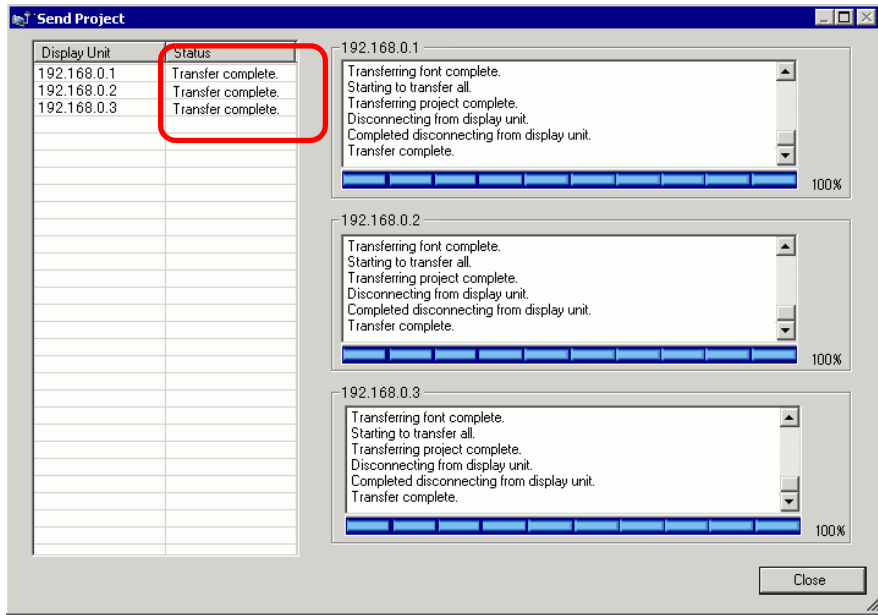 Send Project
Display Unit Status
192.168.0.1 Transfer complete.
192.168.0.2 Transfer complete.
192.168.0.3 Transfer complete.
192.168.0.1
Transferring font complete.
Starting to transfer all.
Transferring project complete.
Disconnecting from display unit.
Completed disconnecting from display unit.
Transfer complete.
100%
192.168.0.2
Transferring font complete.
Starting to transfer all.
Transferring project complete.
Disconnecting from display unit.
Completed disconnecting from display unit.
Transfer complete.
100%
192.168.0.3
Transferring font complete.
Starting to transfer all.
Transferring project complete.
Disconnecting from display unit.
Completed disconnecting from display unit.
Transfer complete.
100%
Close